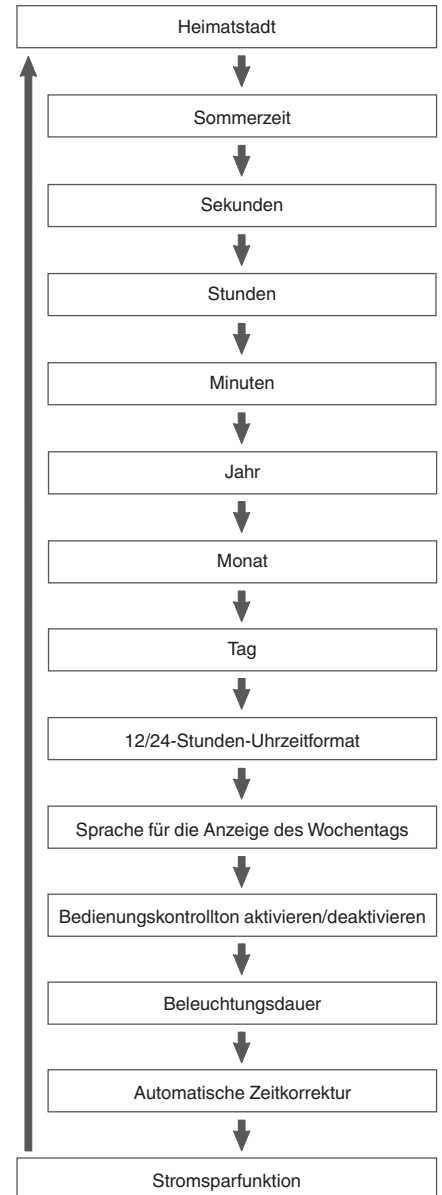 Heimatstadt
Sommerzeit
Sekunden
Stunden
Minuten
Jahr
Monat
Tag
12/24-Stunden-Uhrzeitformat
Sprache für die Anzeige des Wochentags
Bedienungskontrollton aktivieren/deaktivieren
Beleuchtungsdauer
Automatische Zeitkorrektur
Stromsparfunktion